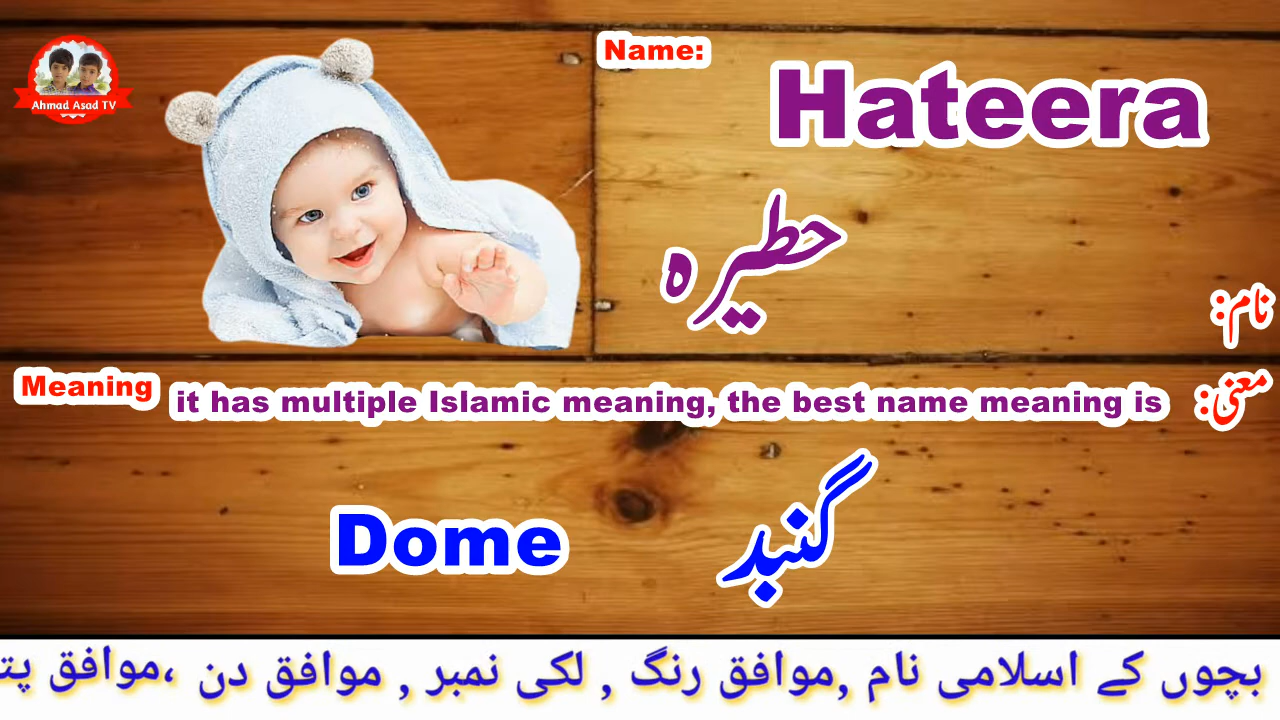 Ahmad Asad TV
Name:
Hateera
حطیرہ
نام:
Meaning
it has multiple Islamic meaning, the best name meaning is
معنی:
Dome
گنبد
بچوں کے اسلامی نام ,موافق رنگ , لکی نمبر , موافق دن ،موافق